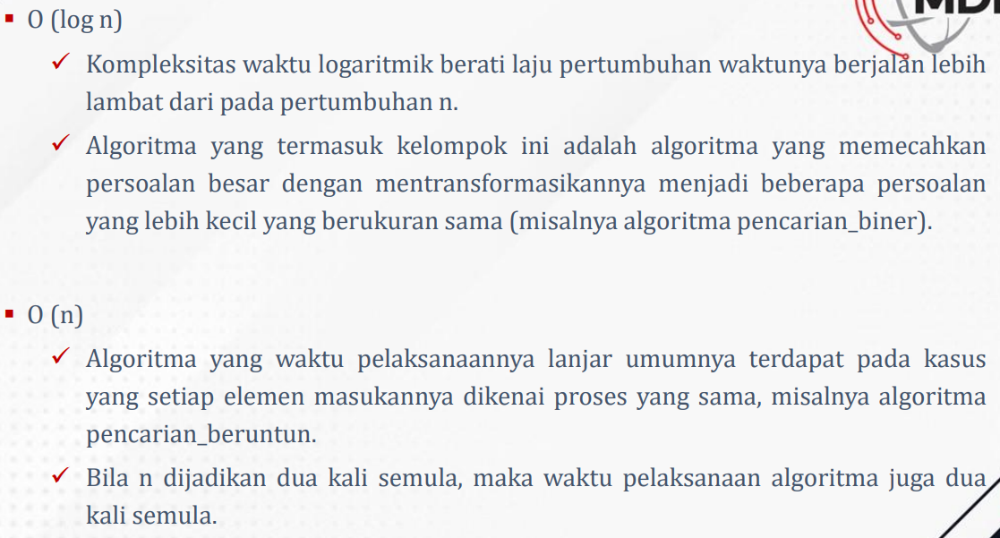 O (log n)
Kompleksitas waktu logaritmik berati laju pertumbuhan waktunya berjalan lebih
lambat dari pada pertumbuhan n.
Algoritma yang termasuk kelompok ini adalah algoritma yang memecahkan
persoalan besar dengan mentransformasikannya menjadi beberapa persoalan
yang lebih kecil yang berukuran sama (misalnya algoritma pencarian_biner).
O (n)
Algoritma yang waktu pelaksanaannya lanjar umumnya terdapat pada kasus
yang setiap elemen masukannya dikenai proses yang sama, misalnya algoritma
pencarian_beruntun.
Bila n dijadikan dua kali semula, maka waktu pelaksanaan algoritma juga dua
kali semula.